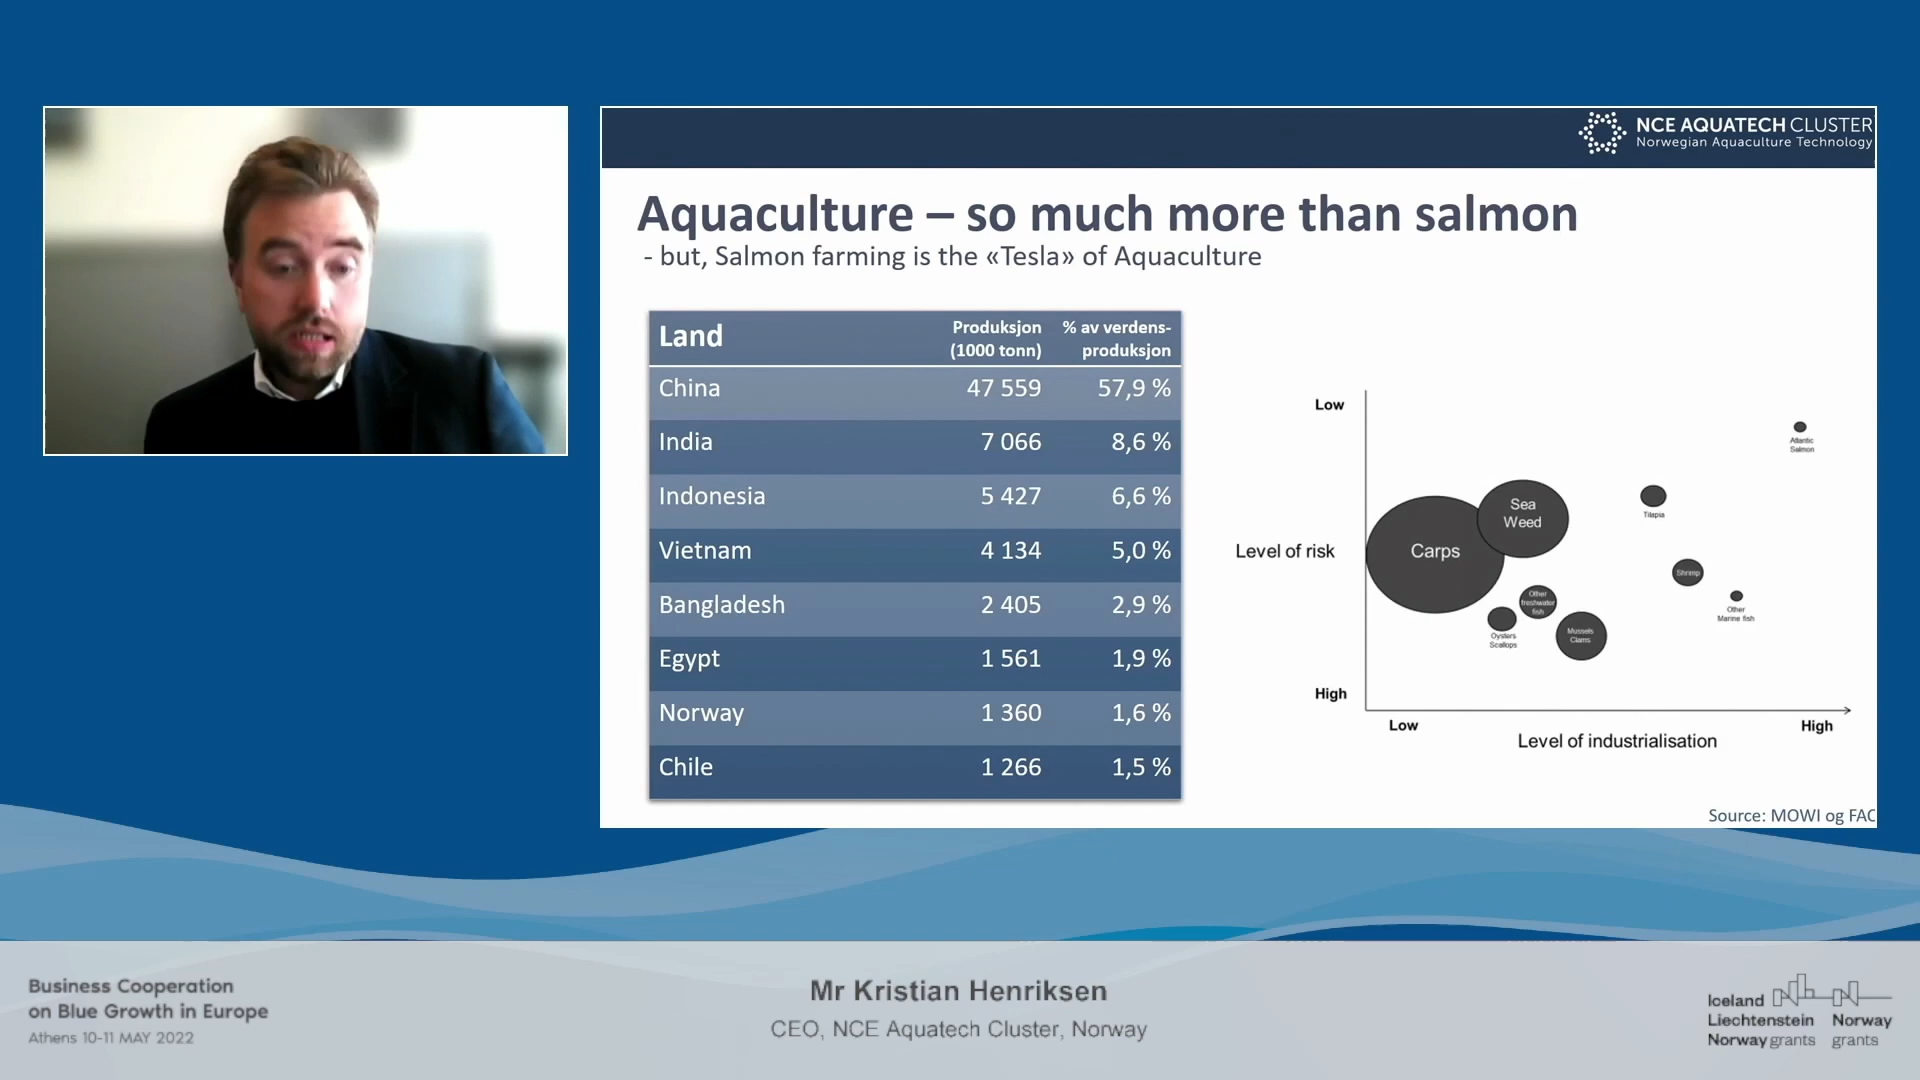 NCE AQUATECH CLUSTER
Norwegian Aquaculture Technology
Aquaculture – so much more than salmon
- but, Salmon farming is the «Tesla» of Aquaculture
Land Produksjon (1000 tonn) % av verdens-produksjon
China 47 559 57,9 %
India 7 066 8,6 %
Indonesia 5 427 6,6 %
Vietnam 4 134 5,0 %
Bangladesh 2 405 2,9 %
Egypt 1 561 1,9 %
Norway 1 360 1,6 %
Chile 1 266 1,5 %
Low
Atlantic
Salmon
Sea
Weed
Tilapia
Level of risk
Carps
Shrimp
Other
freshwater
fish
Other
Marine fish
Oysters
Scallops
Mussels
Clams
High
Low
High
Level of industrialisation
Source: MOWI og FAC
Business Cooperation
on Blue Growth in Europe
Athens 10-11 MAY 2022
Mr Kristian Henriksen
CEO, NCE Aquatech Cluster, Norway
Iceland
Liechtenstein
Norway grants
Norway
grants